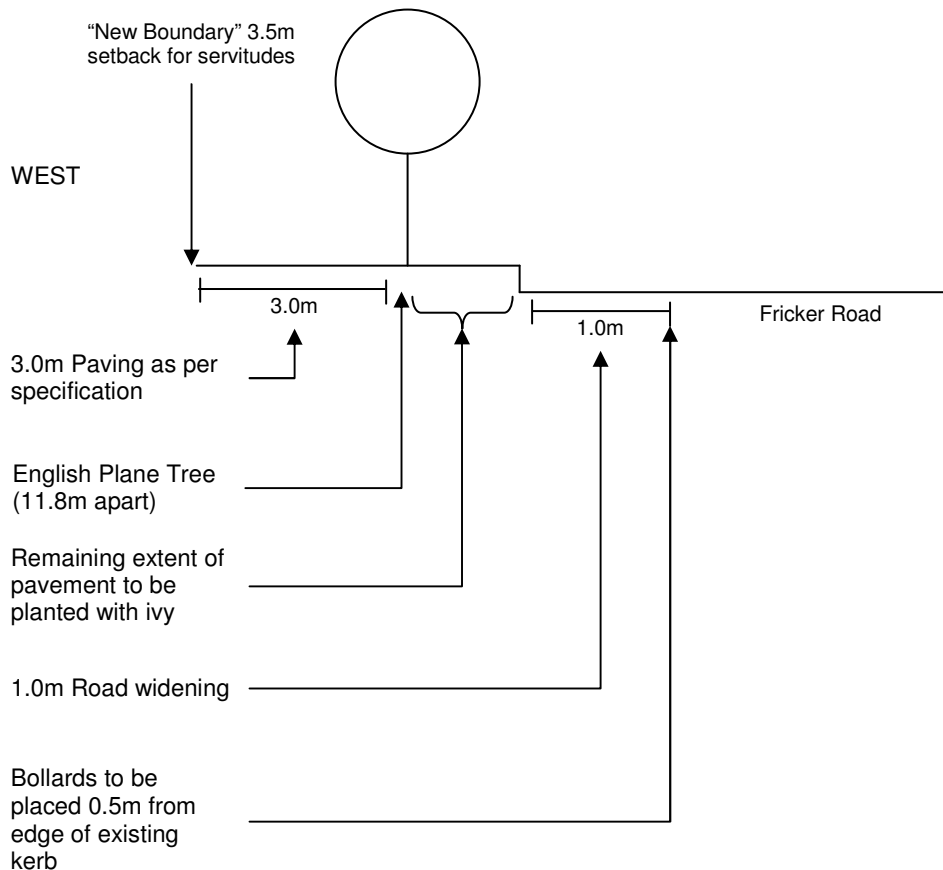 “New Boundary” 3.5m
setback for servitudes
WEST
3.0m
1.0m
Fricker Road
3.0m Paving as per
specification
English Plane Tree
(11.8m apart)
Remaining extent of
pavement to be
planted with ivy
1.0m Road widening
Bollards to be
placed 0.5m from
edge of existing
kerb